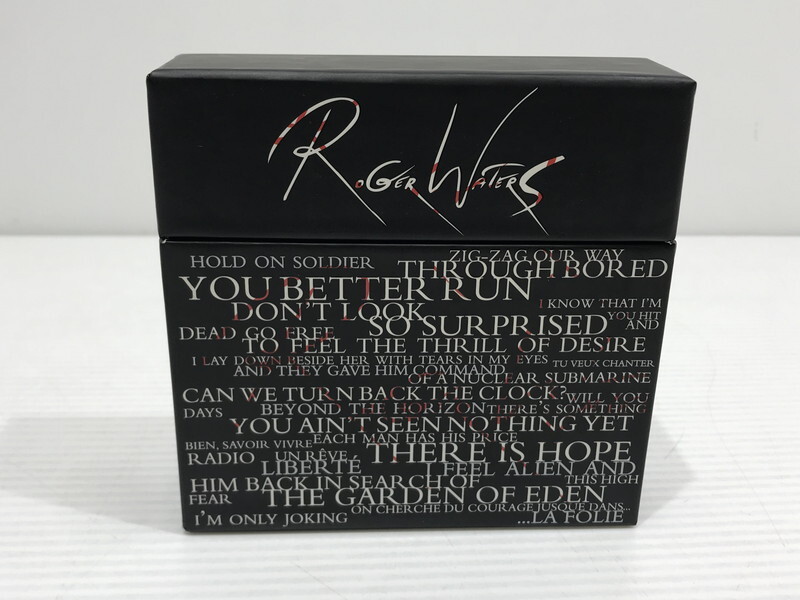 Roger Waters
HOLD ON SOLDIER ZIG-ZAG OUR WAY
THROUGH BORED
YOU BETTER RUN I KNOW THAT I'M
DON'T LOOK YOU HIT
DEAD GO FREE SO SURPRISED AND
TO FEEL THE THRILL OF DESIRE
I LAY DOWN BESIDE HER WITH TEARS IN MY EYES TU VEUX CHANTER
AND THEY GAVE HIM COMMAND
OF A NUCLEAR SUBMARINE
CAN WE TURN BACK THE CLOCK? WILL YOU
DAYS BEYOND THE HORIZON THERE'S SOMETHING
YOU AIN'T SEEN NOTHING YET
BIEN, SAVOIR VIVRE EACH MAN HAS HIS PRICE
RADIO UN RÊVE, THERE IS HOPE
LIBERTÉ I FEEL ALIEN AND
HIM BACK IN SEARCH OF THIS HIGH
FEAR THE GARDEN OF EDEN
ON CHERCHE DU COURAGE JUSQUE DANS...
I'M ONLY JOKING ...LA FOLIE